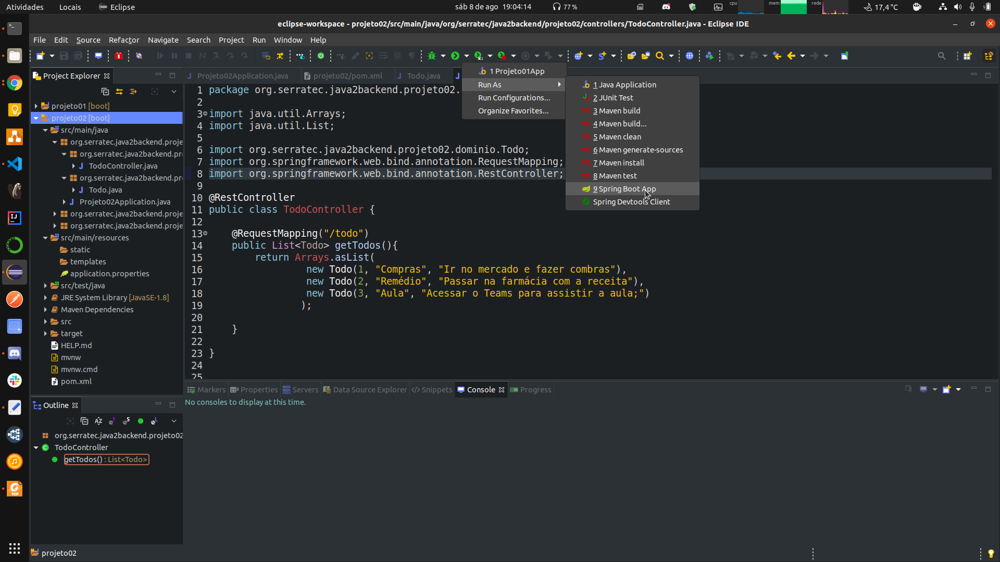 Atividades
Locais
Eclipse
sáb 8 de ago 19:04:14
77 %
cpu
mem
rede
17,4 °C
eclipse-workspace - projeto02/src/main/java/org/serratec/java2backend/projeto02/controllers/TodoController.java - Eclipse IDE
File Edit Source Refactor Navigate Search Project Run Window Help
Project Explorer
projeto01 [boot]
projeto02 [boot]
src/main/java
org.serratec.java2backend.proje
org.serratec.java2backend.pr
TodoController.java
org.serratec.java2backend.pr
Todo.java
Projeto02Application.java
org.serratec.java2backend.proje
org.serratec.java2backend.proje
src/main/resources
static
templates
application.properties
src/test/java
JRE System Library [JavaSE-1.8]
Maven Dependencies
src
target
HELP.md
mvnw
mvnw.cmd
pom.xml
Projeto02Application.java
projeto02/pom.xml
Todo.java
1 package org.serratec.java2backend.projeto02.
2
3 import java.util.Arrays;
4 import java.util.List;
5
6 import org.serratec.java2backend.projeto02.dominio.Todo;
7 import org.springframework.web.bind.annotation.RequestMapping;
8 import org.springframework.web.bind.annotation.RestController;
9
10 @RestController
11 public class TodoController {
12
13 @RequestMapping("/todo")
14 public List<Todo> getTodos(){
15 return Arrays.asList(
16 new Todo(1, "Compras", "Ir no mercado e fazer combras"),
17 new Todo(2, "Remédio", "Passar na farmácia com a receita"),
18 new Todo(3, "Aula", "Acessar o Teams para assistir a aula;")
19 );
20
21 }
22
23 }
24
25
1 Projeto01App
Run As
Run Configurations...
Organize Favorites...
1 Java Application
2 JUnit Test
3 Maven build
4 Maven build...
5 Maven clean
6 Maven generate-sources
7 Maven install
8 Maven test
9 Spring Boot App
Spring Devtools Client
Markers
Properties
Servers
Data Source Explorer
Snippets
Console
Progress
No consoles to display at this time.
Outline
org.serratec.java2backend.projeto02
TodoController
getTodos() : List<Todo>
projeto02